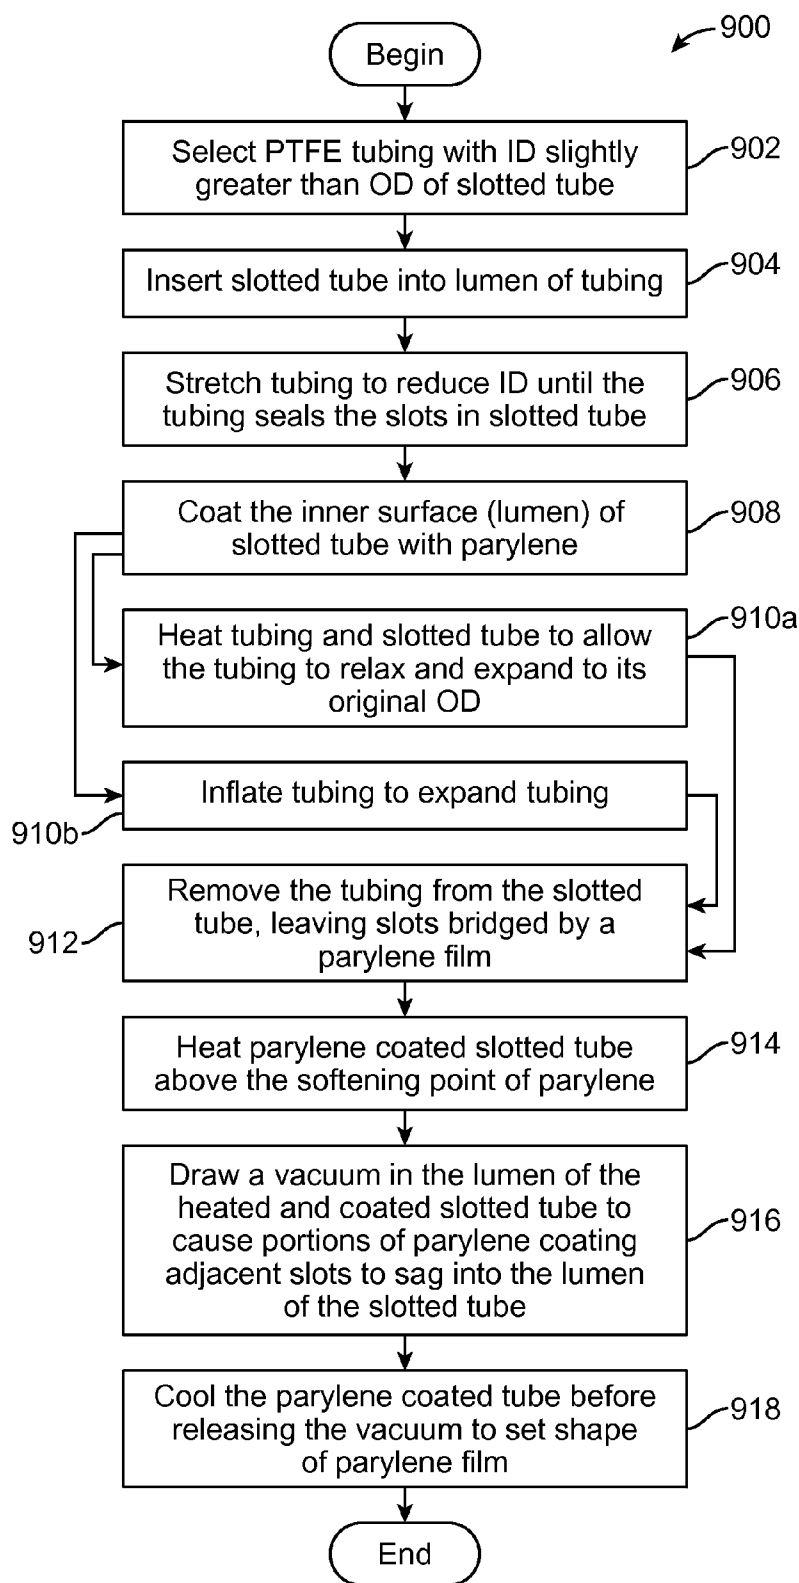 900
Begin
Select PTFE tubing with ID slightly
greater than OD of slotted tube
902
Insert slotted tube into lumen of tubing
904
Stretch tubing to reduce ID until the
tubing seals the slots in slotted tube
906
Coat the inner surface (lumen) of
slotted tube with parylene
908
Heat tubing and slotted tube to allow
the tubing to relax and expand to its
original OD
910a
Inflate tubing to expand tubing
910b
Remove the tubing from the slotted
tube, leaving slots bridged by a
parylene film
912
Heat parylene coated slotted tube
above the softening point of parylene
914
Draw a vacuum in the lumen of the
heated and coated slotted tube to
cause portions of parylene coating
adjacent slots to sag into the lumen
of the slotted tube
916
Cool the parylene coated tube before
releasing the vacuum to set shape
of parylene film
918
End